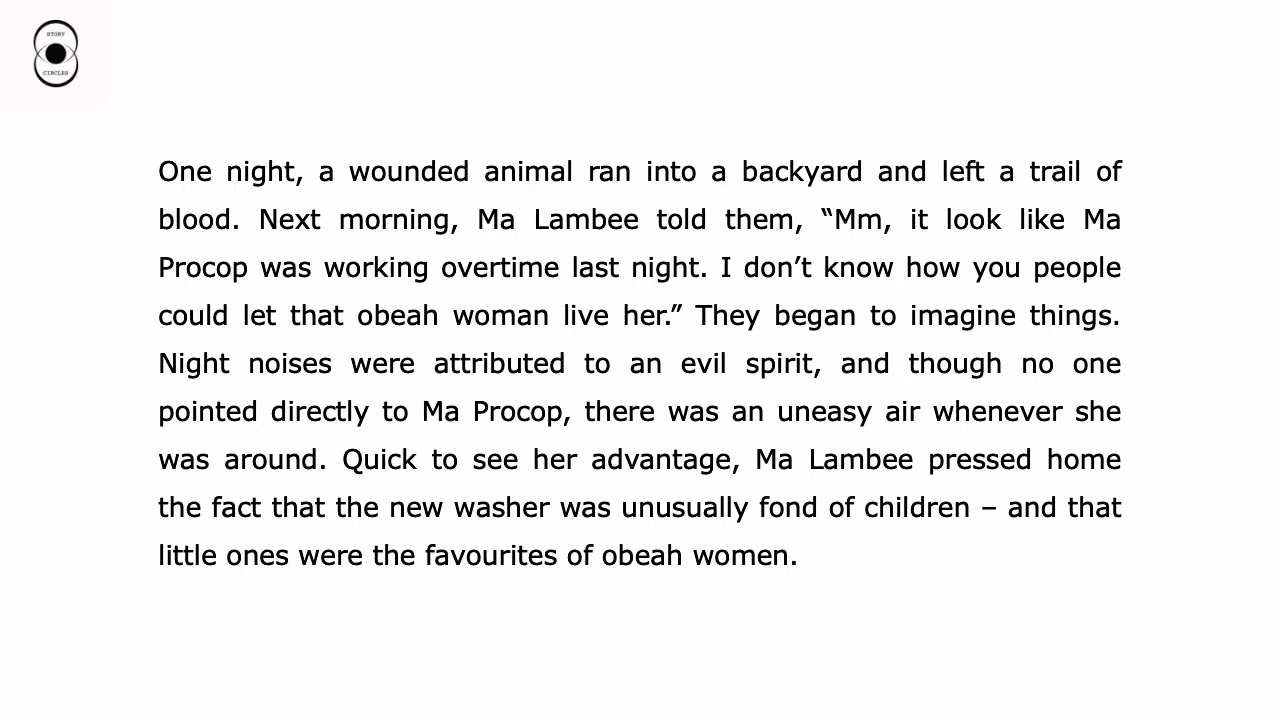 STORY
CIRCLES
One night, a wounded animal ran into a backyard and left a trail of
blood. Next morning, Ma Lambee told them, “Mm, it look like Ma
Procop was working overtime last night. I don’t know how you people
could let that obeah woman live her.” They began to imagine things.
Night noises were attributed to an evil spirit, and though no one
pointed directly to Ma Procop, there was an uneasy air whenever she
was around. Quick to see her advantage, Ma Lambee pressed home
the fact that the new washer was unusually fond of children – and that
little ones were the favourites of obeah women.